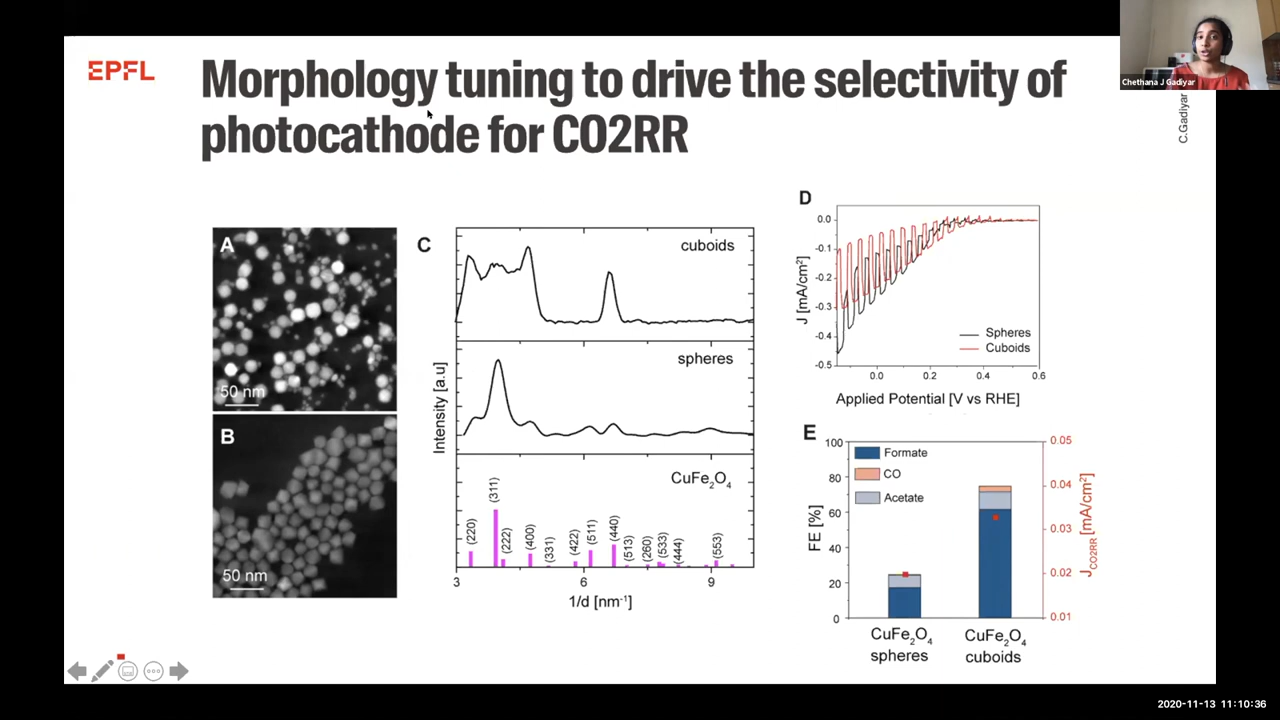 EPFL
Morphology tuning to drive the selectivity of
photocathode for CO2RR
Chethana J Gadiyar
C.Gadiyar
A
50 nm
B
50 nm
C
cuboids
spheres
CuFe2O4
Intensity [a.u]
(220)
(311)
(222)
(400)
(331)
(422)
(511)
(440)
(513)
(260)
(533)
(444)
(553)
3 6 9
1/d [nm-1]
D
0.0
-0.1
-0.2
-0.3
-0.4
-0.5
J [mA/cm2]
Spheres
Cuboids
0.0 0.2 0.4 0.6
Applied Potential [V vs RHE]
E
100
80
60
40
20
0
FE [%]
Formate
CO
Acetate
0.05
0.04
0.03
0.02
0.01
JCO2RR [mA/cm2]
CuFe2O4
spheres
CuFe2O4
cuboids
2020-11-13 11:10:36